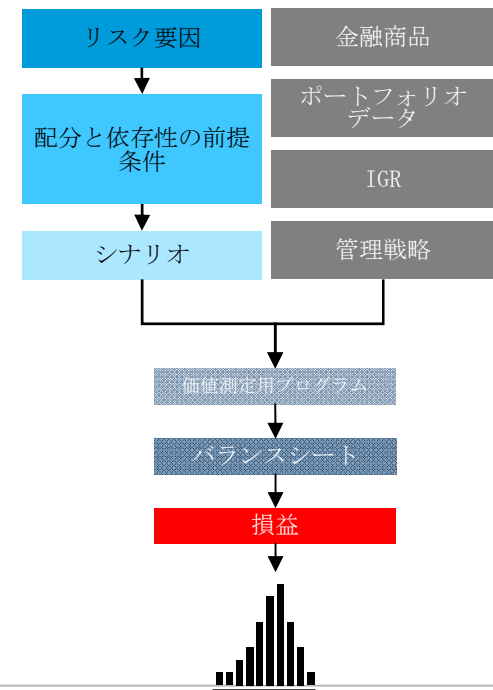 リスク要因
金融商品
配分と依存性の前提
条件
ポートフォリオ
データ
IGR
シナリオ
管理戦略
価値測定用プログラム
バランスシート
損益